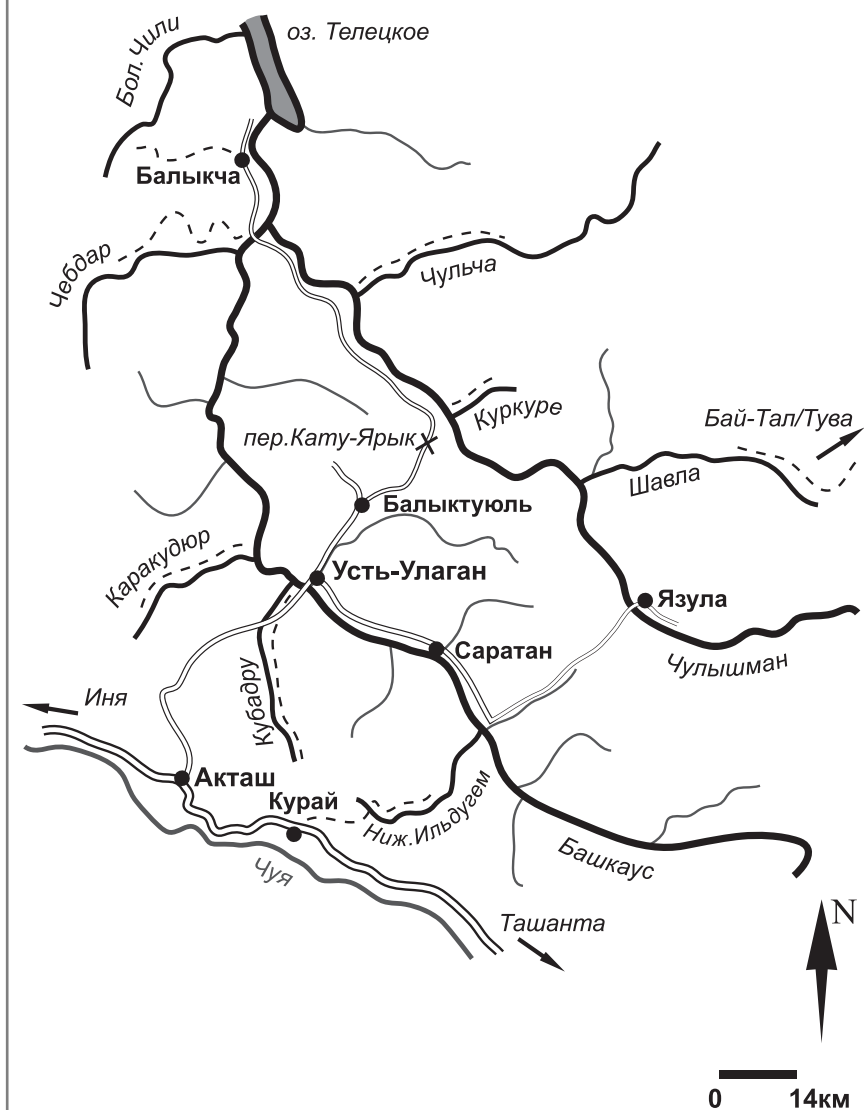 оз. Телецкое
Бол. Чили
Балыкча
Чебдар
Чульча
Куркуре
Бай-Тал/Тува
пер.Кату-Ярык
Шавла
Балыктуюль
Каракудюр
Усть-Улаган
Язула
Саратан
Чулышман
Кубадру
Иня
Акташ
Курай
Ниж.Ильдугем
Башкаус
Чуя
Ташанта
N
0 14км